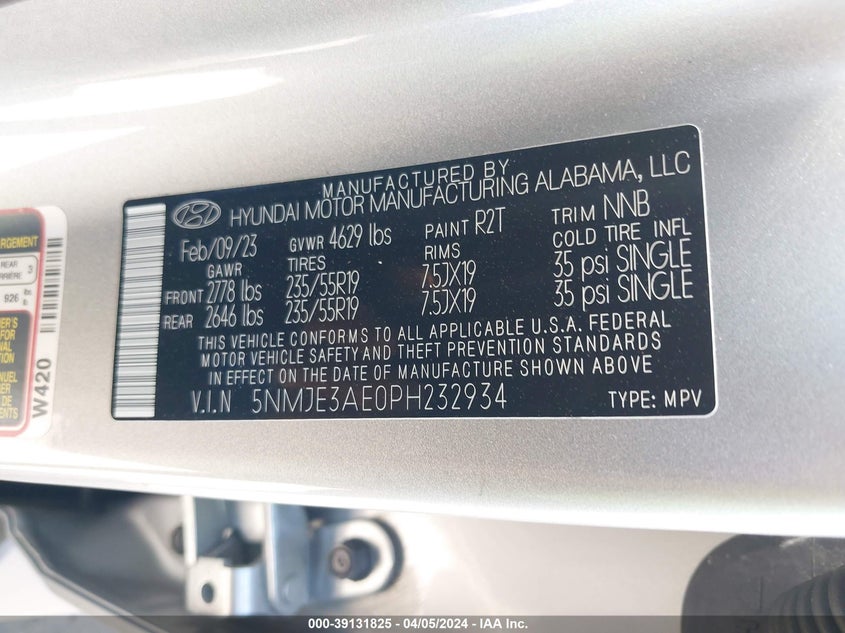 MANUFACTURED BY
HYUNDAI MOTOR MANUFACTURING ALABAMA, LLC
Feb/09/23 GVWR 4629 lbs PAINT R2T TRIM NNB
GAWR TIRES RIMS COLD TIRE INFL
FRONT 2778 lbs 235/55R19 7.5JX19 35 psi SINGLE
REAR 2646 lbs 235/55R19 7.5JX19 35 psi SINGLE
THIS VEHICLE CONFORMS TO ALL APPLICABLE U.S.A. FEDERAL
MOTOR VEHICLE SAFETY AND THEFT PREVENTION STANDARDS
IN EFFECT ON THE DATE OF MANUFACTURE SHOWN ABOVE
V.I.N 5NMJE3AE0PH232934 TYPE: MPV
REAR 3
926 lbs
W420
000-39131825 - 04/05/2024 - IAA Inc.